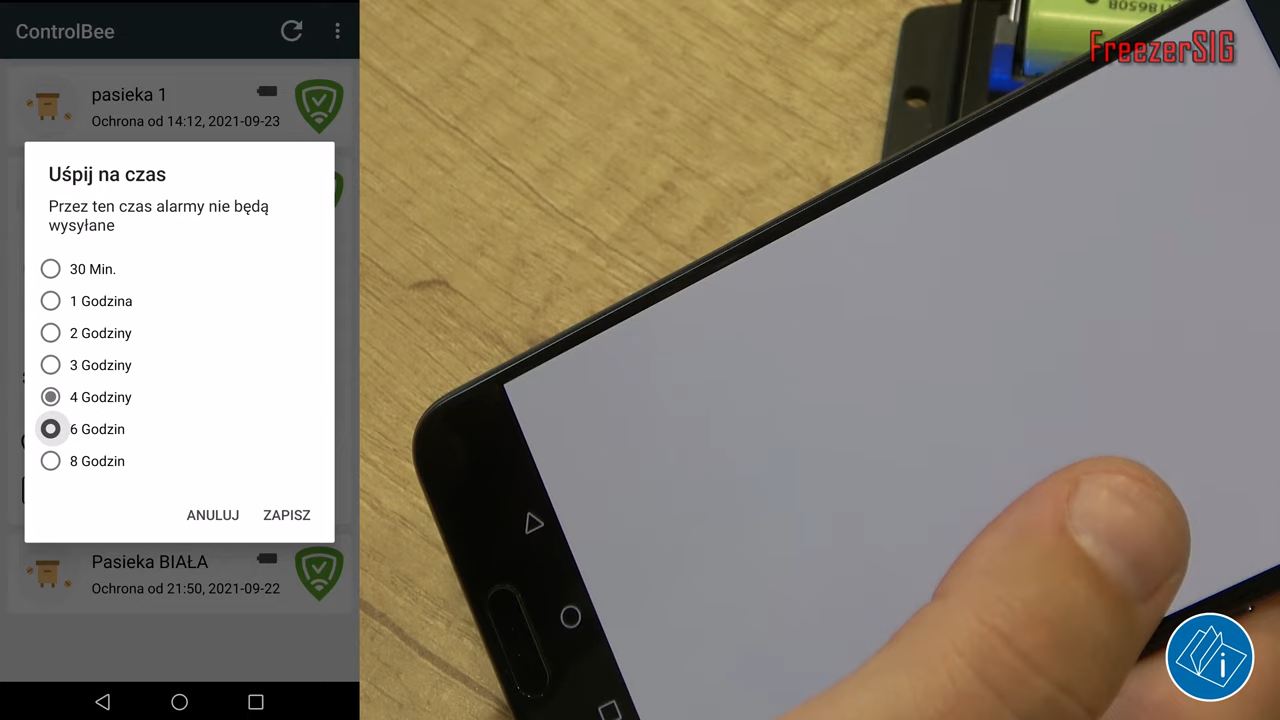 ControlBee
pasieka 1
Ochrona od 14:12, 2021-09-23
Uśpij na czas
Przez ten czas alarmy nie będą
wysyłane
30 Min.
1 Godzina
2 Godziny
3 Godziny
4 Godziny
6 Godzin
8 Godzin
ANULUJ
ZAPISZ
Pasieka BIAŁA
Ochrona od 21:50, 2021-09-22
FreezerSIG
i